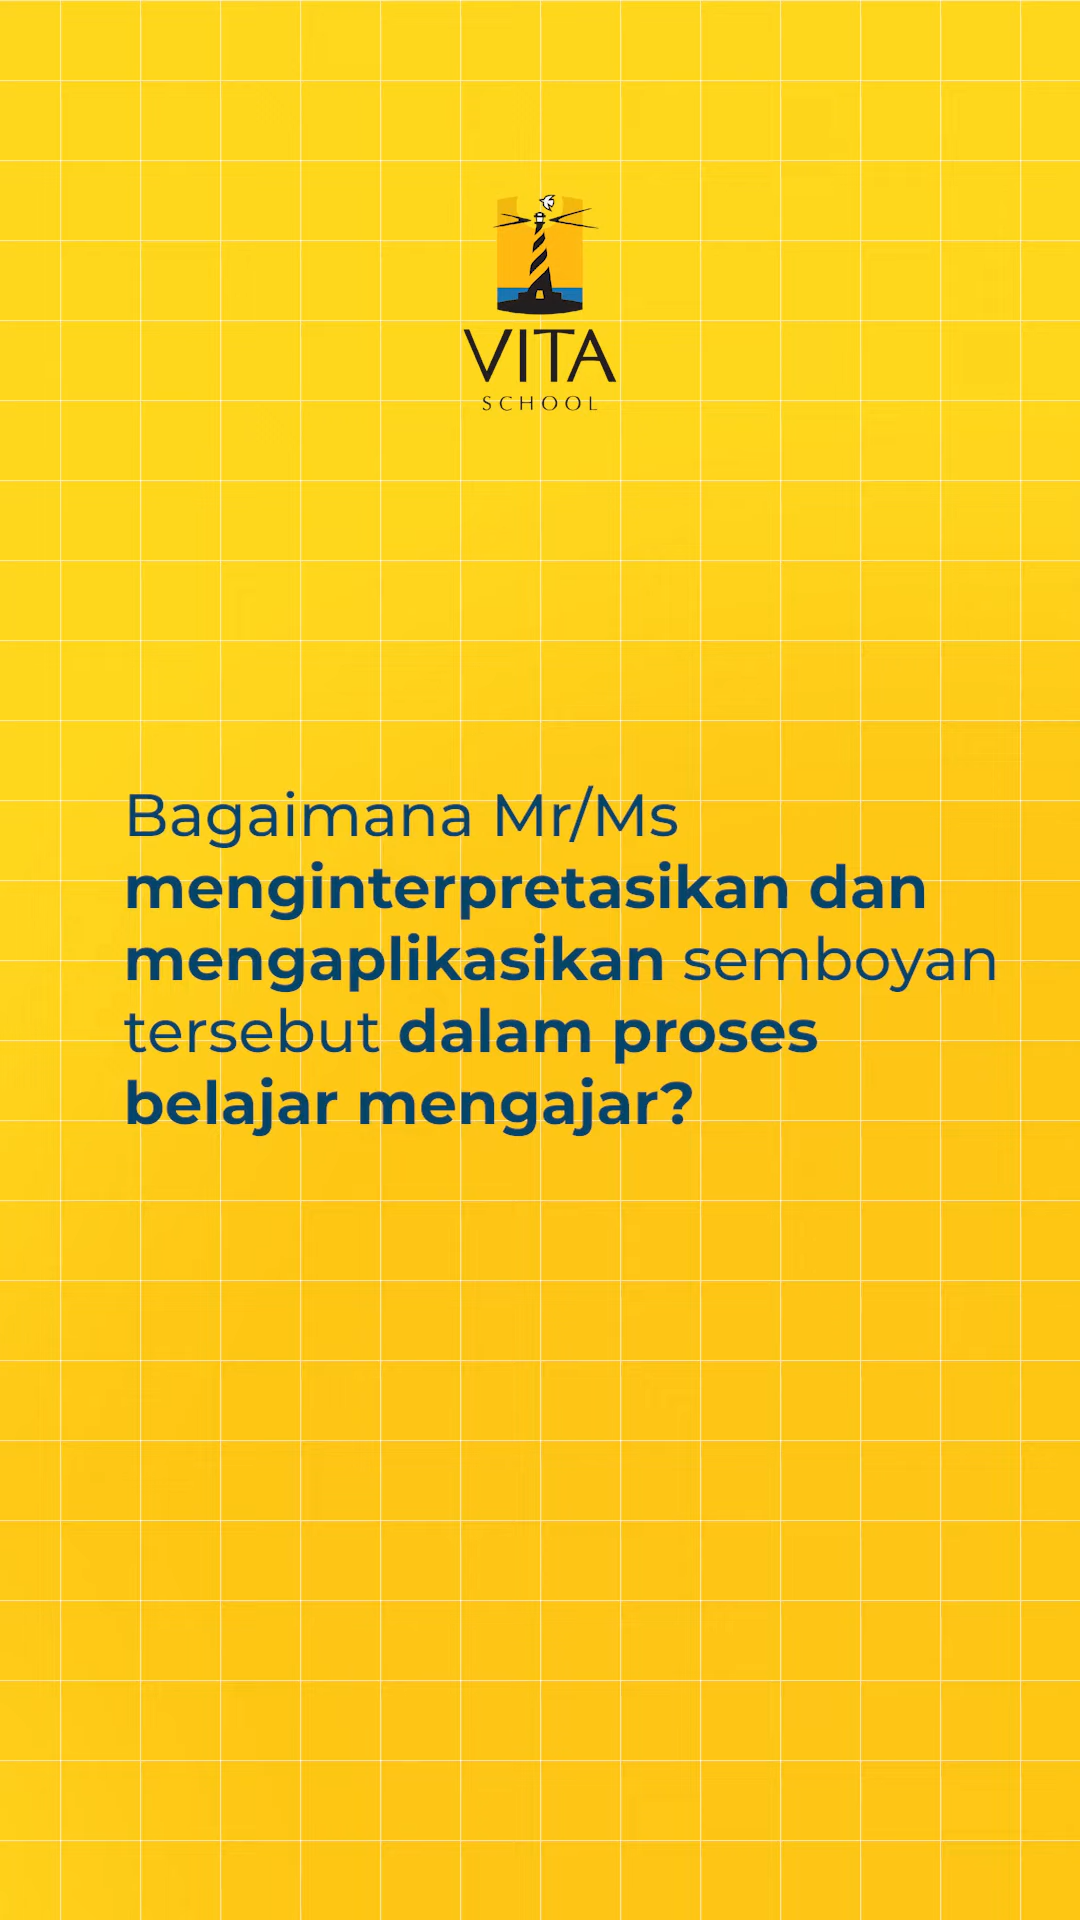 VITA
SCHOOL
Bagaimana Mr/Ms
menginterpretasikan dan
mengaplikasikan semboyan
tersebut dalam proses
belajar mengajar?